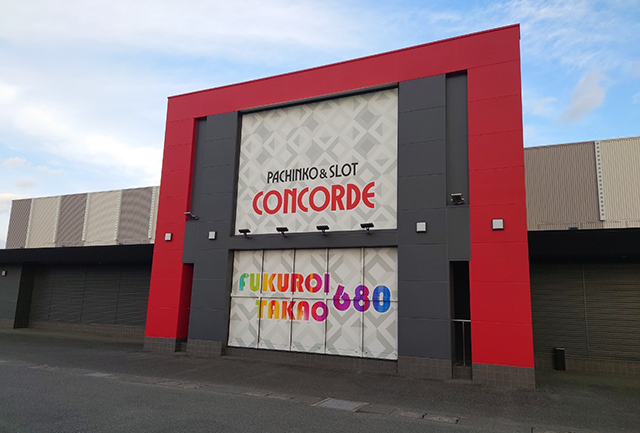 PACHINKO & SLOT
CONCORDE
FUKUROI
TAKAO 680